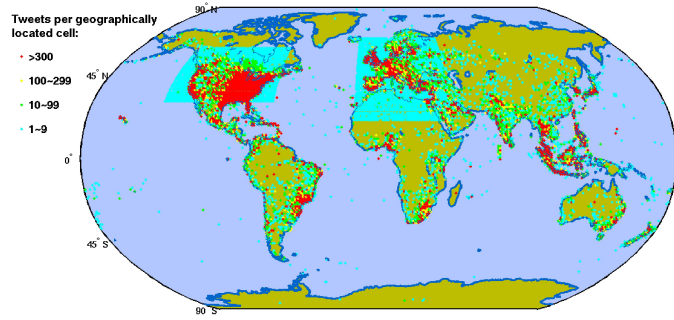 Tweets per geographically
located cell:
>300
100~299
10~99
1~9
90° N
45° N
0°
45° S
90° S